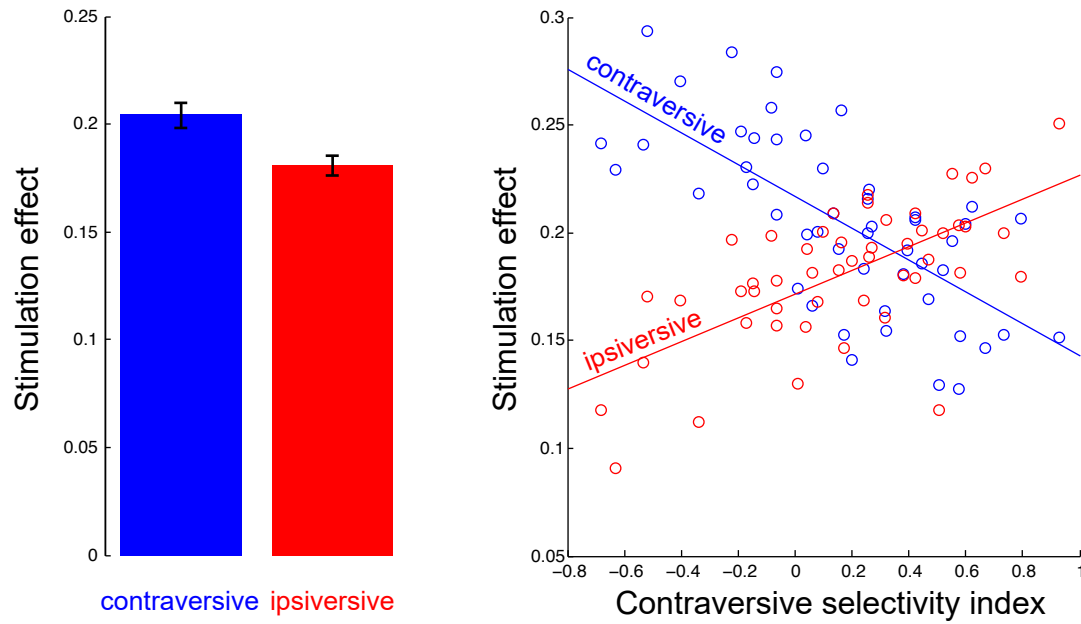 0.25
0.2
0.15
0.1
0.05
0
Stimulation effect
contraversive ipsiversive
0.3
0.25
0.2
0.15
0.1
0.05
Stimulation effect
contraversive
ipsiversive
−0.8 −0.6 −0.4 −0.2 0 0.2 0.4 0.6 0.8 1
Contraversive selectivity index